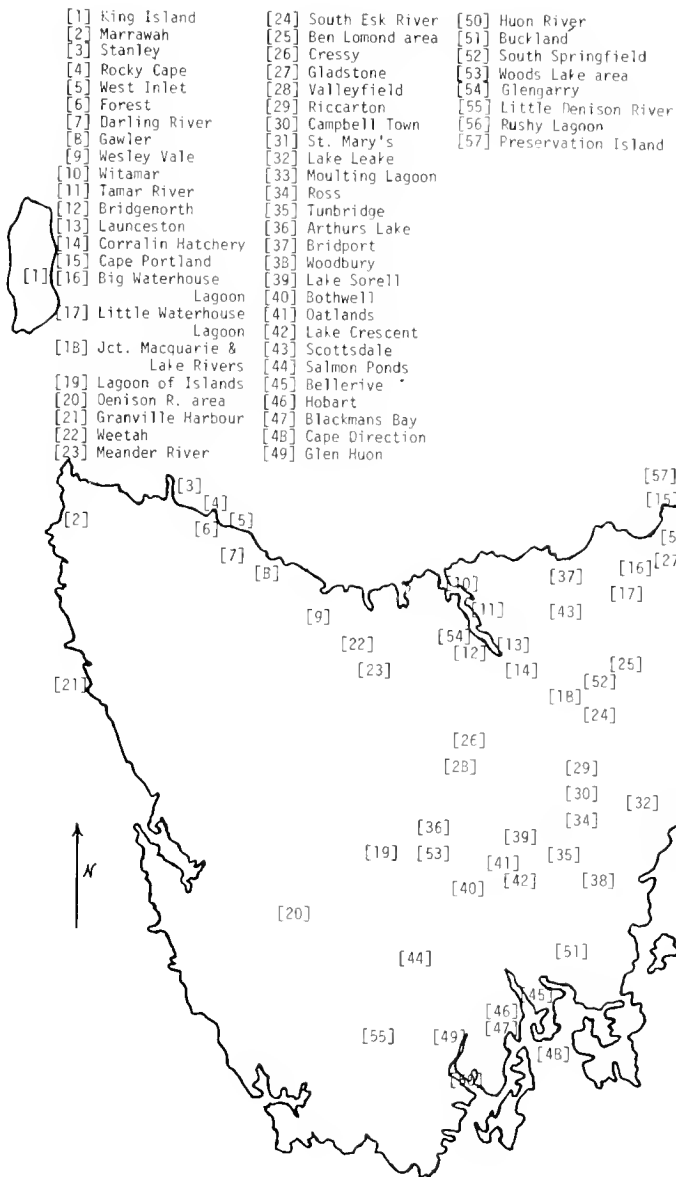 [1] King Island
[2] Marrawah
[3] Stanley
[4] Rocky Cape
[5] West Inlet
[6] Forest
[7] Darling River
[8] Gawler
[9] Wesley Vale
[10] Witamar
[11] Tamar River
[12] Bridgenorth
[13] Launceston
[14] Corralin Hatchery
[15] Cape Portland
[16] Big Waterhouse
Lagoon
[17] Little Waterhouse
Lagoon
[18] Jct. Macquarie &
Lake Rivers
[19] Lagoon of Islands
[20] Denison R. area
[21] Granville Harbour
[22] Weetah
[23] Meander River
[24] South Esk River
[25] Ben Lomond area
[26] Cressy
[27] Gladstone
[28] Valleyfield
[29] Riccarton
[30] Campbell Town
[31] St. Mary's
[32] Lake Leake
[33] Moulting Lagoon
[34] Ross
[35] Tunbridge
[36] Arthurs Lake
[37] Bridport
[38] Woodbury
[39] Lake Sorell
[40] Bothwell
[41] Oatlands
[42] Lake Crescent
[43] Scottsdale
[44] Salmon Ponds
[45] Bellerive
[46] Hobart
[47] Blackmans Bay
[48] Cape Direction
[49] Glen Huon
[50] Huon River
[51] Buckland
[52] South Springfield
[53] Woods Lake area
[54] Glengarry
[55] Little Denison River
[56] Rushy Lagoon
[57] Preservation Island
[1]
[57]
[3]
[15]
[4]
[2]
[5]
[6]
[5
[7]
[27
[8]
[16]
[37]
[10]
[17]
[11]
[43]
[9]
[54]
[22]
[13]
[12]
[25]
[23]
[14]
[21]
[52]
[18]
[24]
[26]
[28]
[29]
[30]
[32]
[34]
[36]
[39]
[19]
[53]
[35]
[41]
[42]
[38]
[40]
N
[20]
[51]
[44]
[45]
[46]
[47]
[55]
[49]
[48]